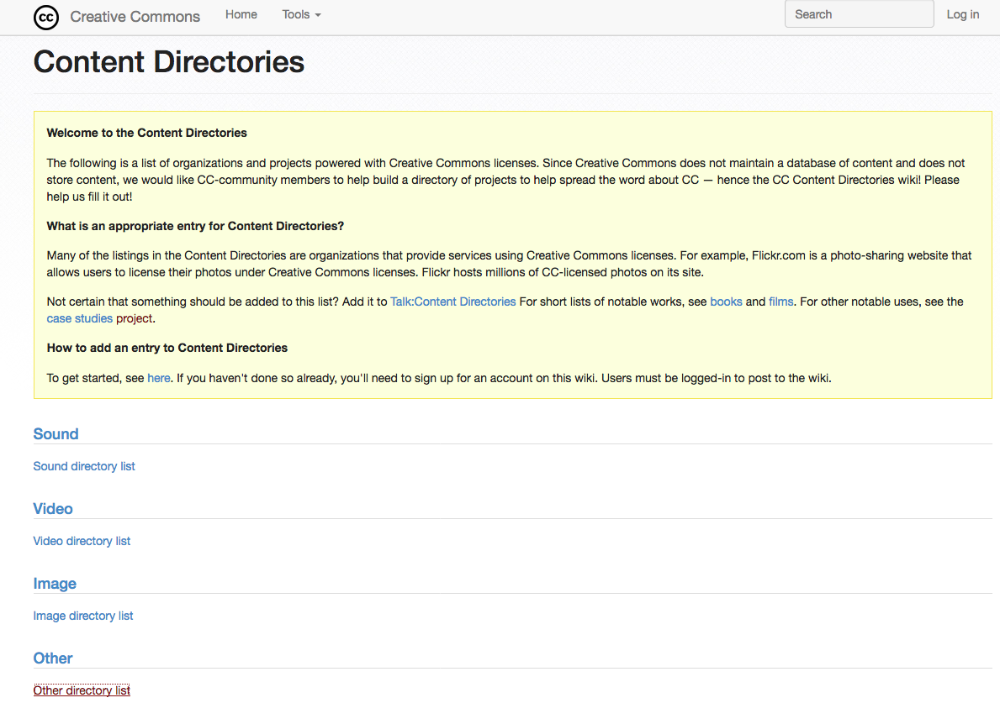 cc Creative Commons Home Tools Search Log in
Content Directories
Welcome to the Content Directories
The following is a list of organizations and projects powered with Creative Commons licenses. Since Creative Commons does not maintain a database of content and does not
store content, we would like CC-community members to help build a directory of projects to help spread the word about CC — hence the CC Content Directories wiki! Please
help us fill it out!
What is an appropriate entry for Content Directories?
Many of the listings in the Content Directories are organizations that provide services using Creative Commons licenses. For example, Flickr.com is a photo-sharing website that
allows users to license their photos under Creative Commons licenses. Flickr hosts millions of CC-licensed photos on its site.
Not certain that something should be added to this list? Add it to Talk:Content Directories For short lists of notable works, see books and films. For other notable uses, see the
case studies project.
How to add an entry to Content Directories
To get started, see here. If you haven't done so already, you'll need to sign up for an account on this wiki. Users must be logged-in to post to the wiki.
Sound
Sound directory list
Video
Video directory list
Image
Image directory list
Other
Other directory list